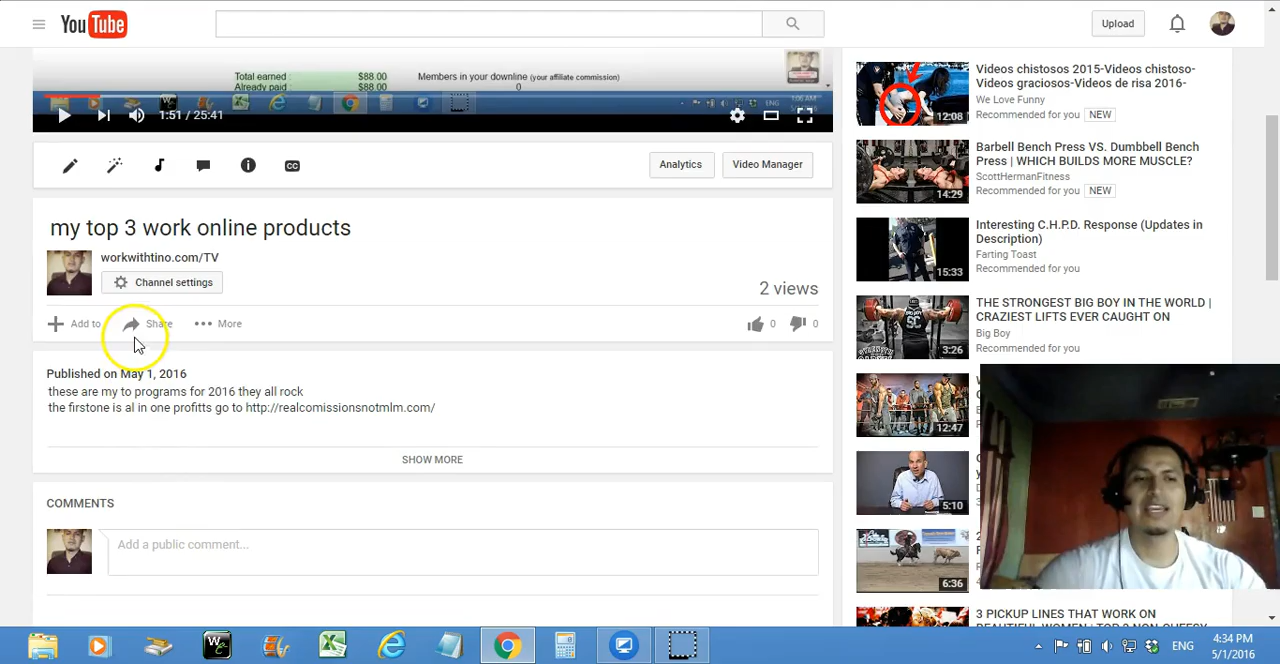 YouTube
Upload
Total earned : $88.00 Members in your downline (your affiliate commission)
Already paid : $88.00 0
1:51 / 25:41
Analytics
Video Manager
my top 3 work online products
workwithtino.com/TV
Channel settings
2 views
Add to
Share
More
0
0
Published on May 1, 2016
these are my to programs for 2016 they all rock
the firstone is al in one profitts go to http://realcomissionsnotmlm.com/
SHOW MORE
COMMENTS
Add a public comment...
Videos chistosos 2015-Videos chistoso-
Videos graciosos-Videos de risa 2016-
We Love Funny
Recommended for you NEW
12:08
Barbell Bench Press VS. Dumbbell Bench
Press | WHICH BUILDS MORE MUSCLE?
ScottHermanFitness
Recommended for you NEW
14:29
Interesting C.H.P.D. Response (Updates in
Description)
Farting Toast
Recommended for you
15:33
THE STRONGEST BIG BOY IN THE WORLD |
CRAZIEST LIFTS EVER CAUGHT ON
Big Boy
Recommended for you
3:26
12:47
5:10
6:36
3 PICKUP LINES THAT WORK ON
ENG
4:34 PM
5/1/2016